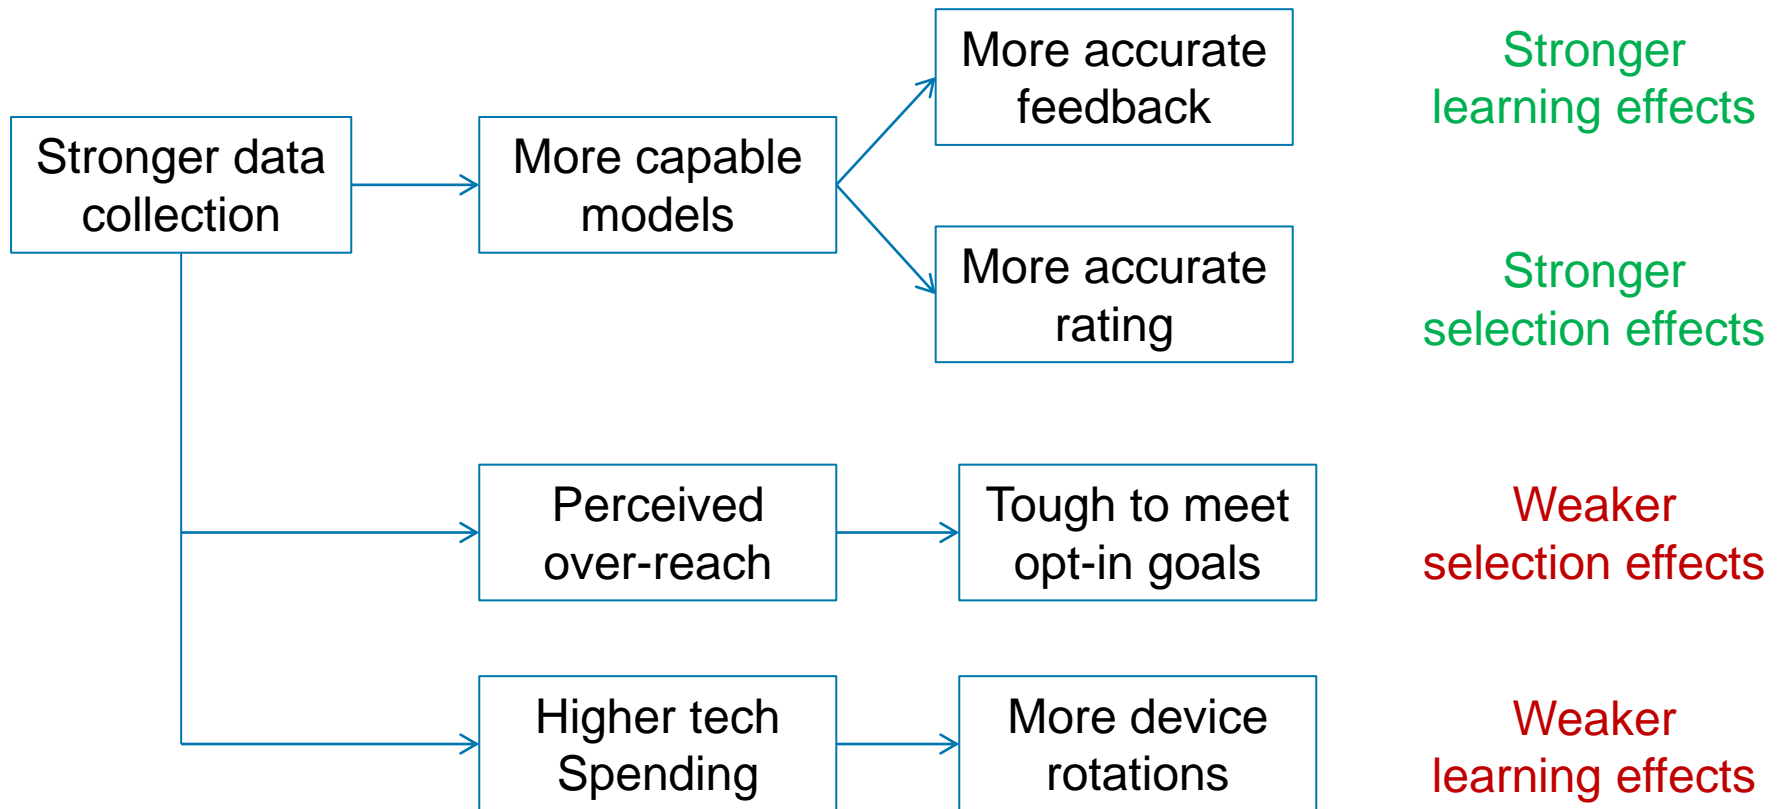 More accurate
feedback
Stronger
learning effects
Stronger data
collection
More capable
models
More accurate
rating
Stronger
selection effects
Perceived
over-reach
Tough to meet
opt-in goals
Weaker
selection effects
Higher tech
Spending
More device
rotations
Weaker
learning effects